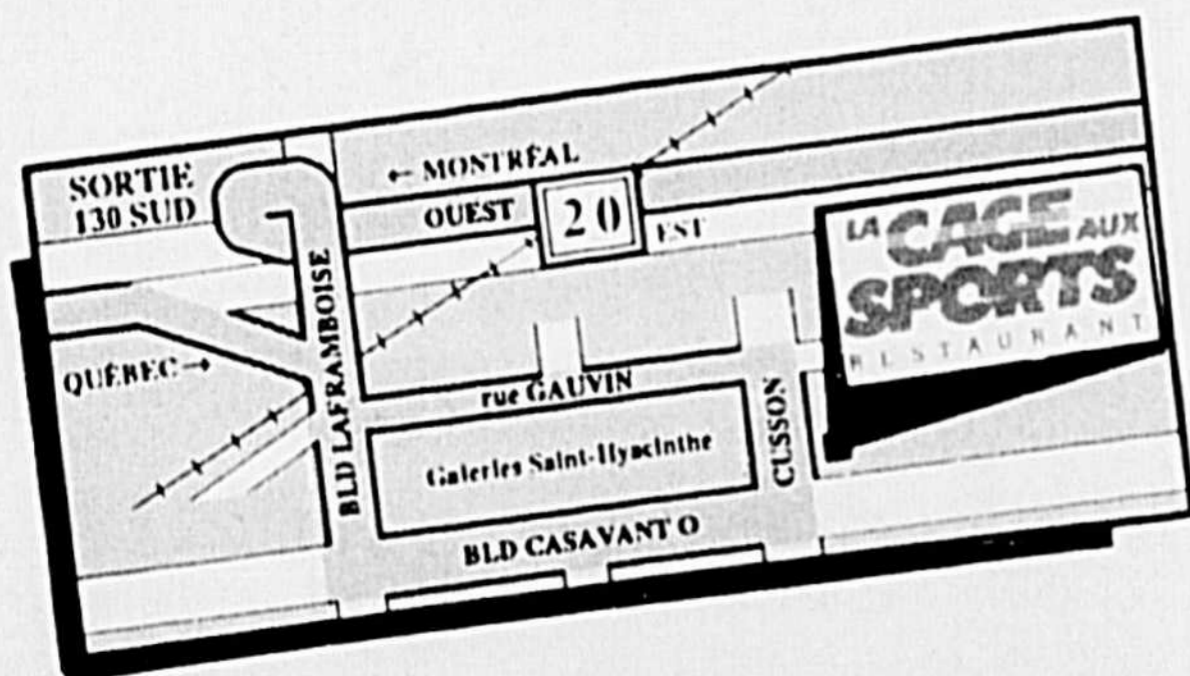 SORTIE
130 SUD
← MONTRÉAL
OUEST
20
EST
LA CAGE AUX
SPORTS
RESTAURANT
BLD LAFRAMBOISE
QUÉBEC →
rue GAUVIN
Galeries Saint-Hyacinthe
CUSSON
BLD CASAVANT O